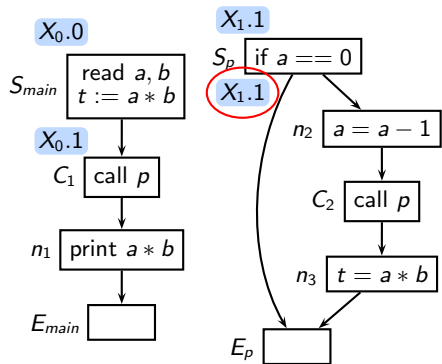 X₀.0
S_main
read a, b
t := a ∗ b
X₀.1
C₁
call p
n₁
print a ∗ b
E_main
X₁.1
S_p
if a == 0
X₁.1
n₂
a = a − 1
C₂
call p
n₃
t = a ∗ b
E_p